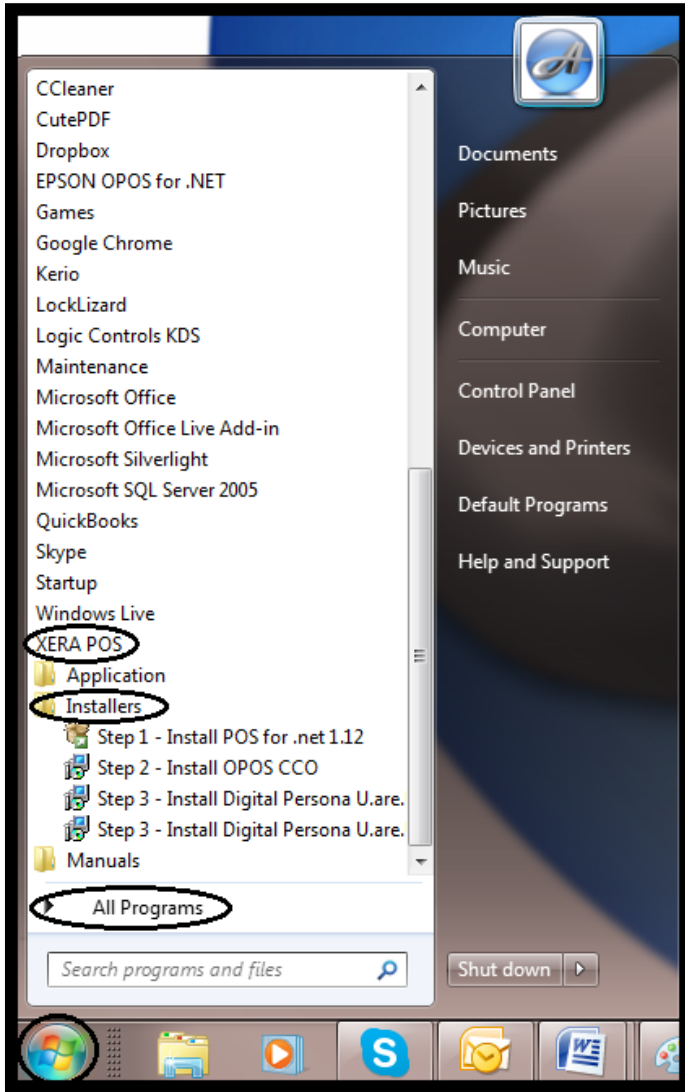 CCleaner
CutePDF
Dropbox
EPSON OPOS for .NET
Games
Google Chrome
Kerio
LockLizard
Logic Controls KDS
Maintenance
Microsoft Office
Microsoft Office Live Add-in
Microsoft Silverlight
Microsoft SQL Server 2005
QuickBooks
Skype
Startup
Windows Live
XERA POS
Application
Installers
Step 1 - Install POS for .net 1.12
Step 2 - Install OPOS CCO
Step 3 - Install Digital Persona U.are.
Step 3 - Install Digital Persona U.are.
Manuals
All Programs
Search programs and files
A
Documents
Pictures
Music
Computer
Control Panel
Devices and Printers
Default Programs
Help and Support
Shut down
S
W